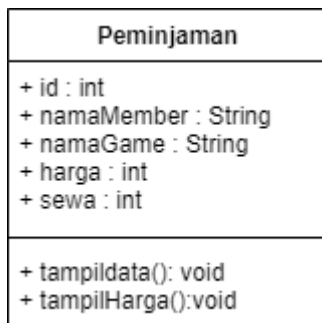 Peminjaman
+ id : int
+ namaMember : String
+ namaGame : String
+ harga : int
+ sewa : int
+ tampildata(): void
+ tampilHarga():void